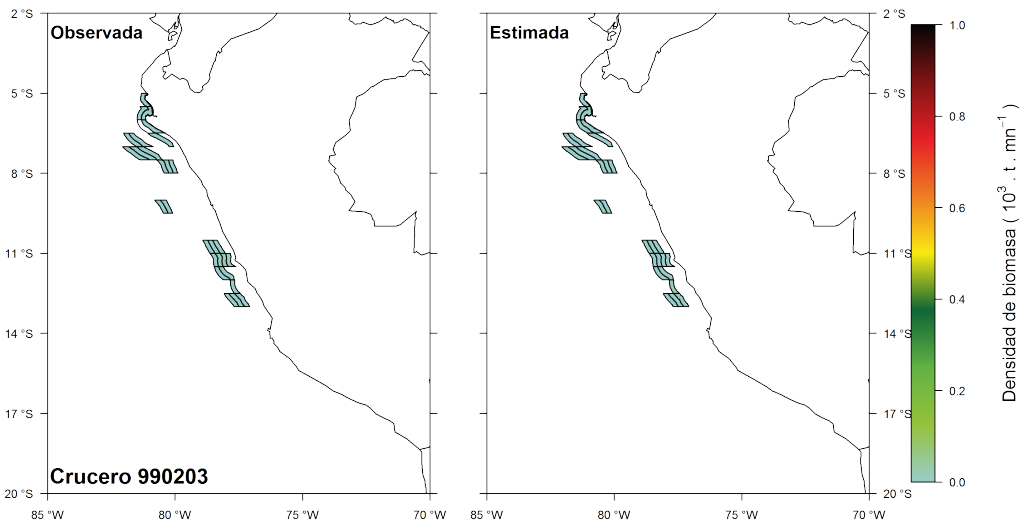 Observada
Estimada
Crucero 990203
2 °S
5 °S
8 °S
11 °S
14 °S
17 °S
20 °S
85 °W
80 °W
75 °W
70 °W
2 °S
5 °S
8 °S
11 °S
14 °S
17 °S
20 °S
85 °W
80 °W
75 °W
70 °W
1.0
0.8
0.6
0.4
0.2
0.0
Densidad de biomasa ( 10³ . t . mn⁻¹ )